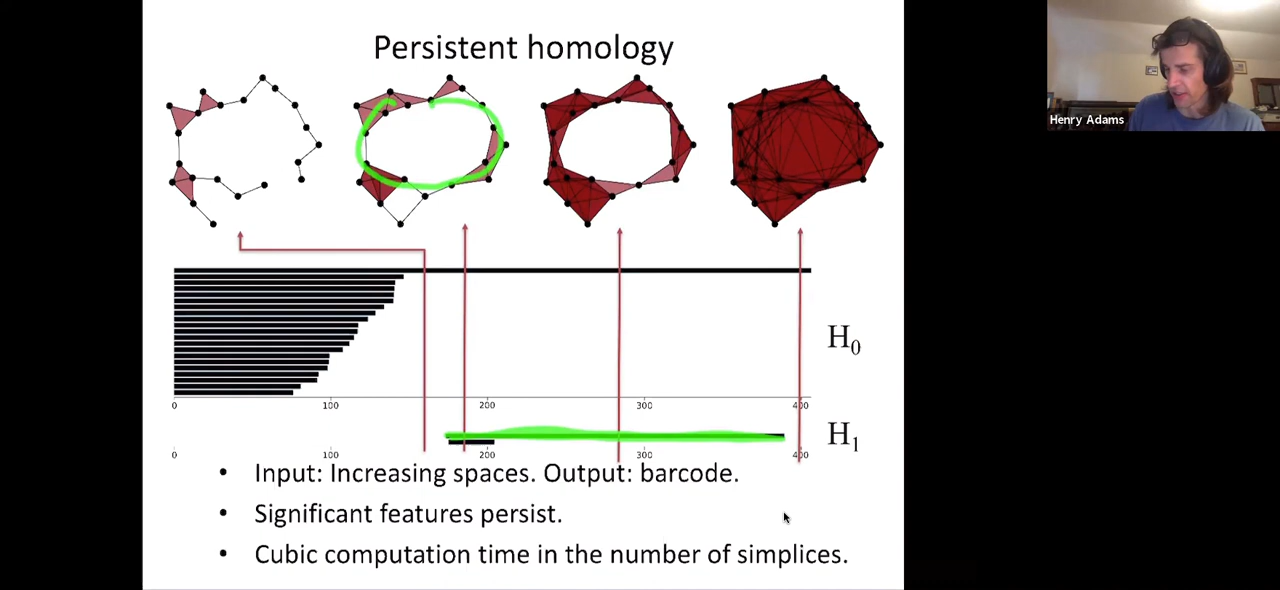 Persistent homology
Henry Adams
H0
0 100 200 300 400
H1
0 100 200 300 400
• Input: Increasing spaces. Output: barcode.
• Significant features persist.
• Cubic computation time in the number of simplices.